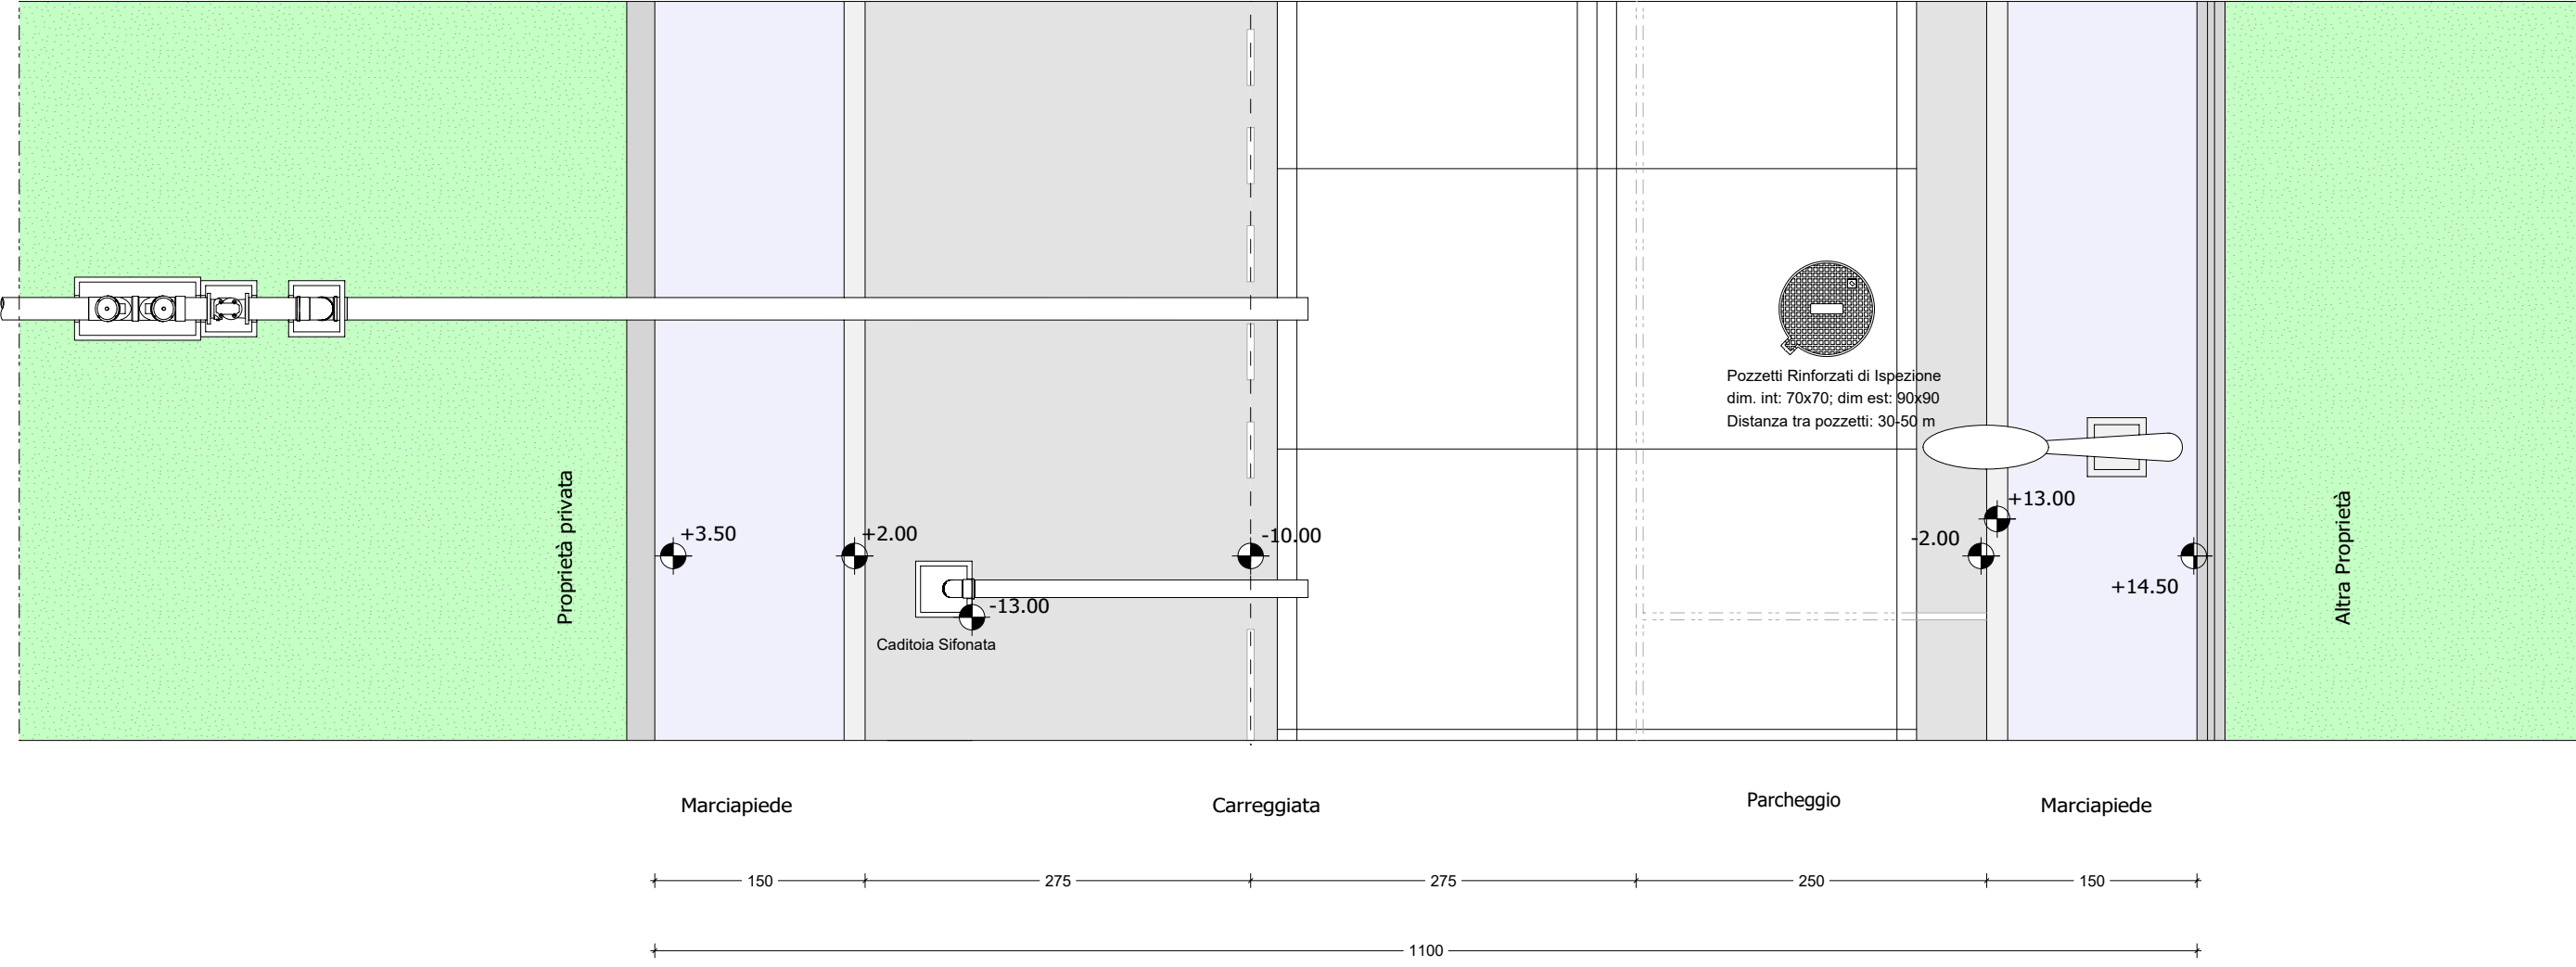 Pozzetti Rinforzati di Ispezione
dim. int: 70x70; dim est: 90x90
Distanza tra pozzetti: 30-50 m
Proprietà privata
Altra Proprietà
+3.50
+2.00
-10.00
-2.00
+13.00
+14.50
-13.00
Caditoia Sifonata
Marciapiede
Carreggiata
Parcheggio
Marciapiede
150
275
275
250
150
1100